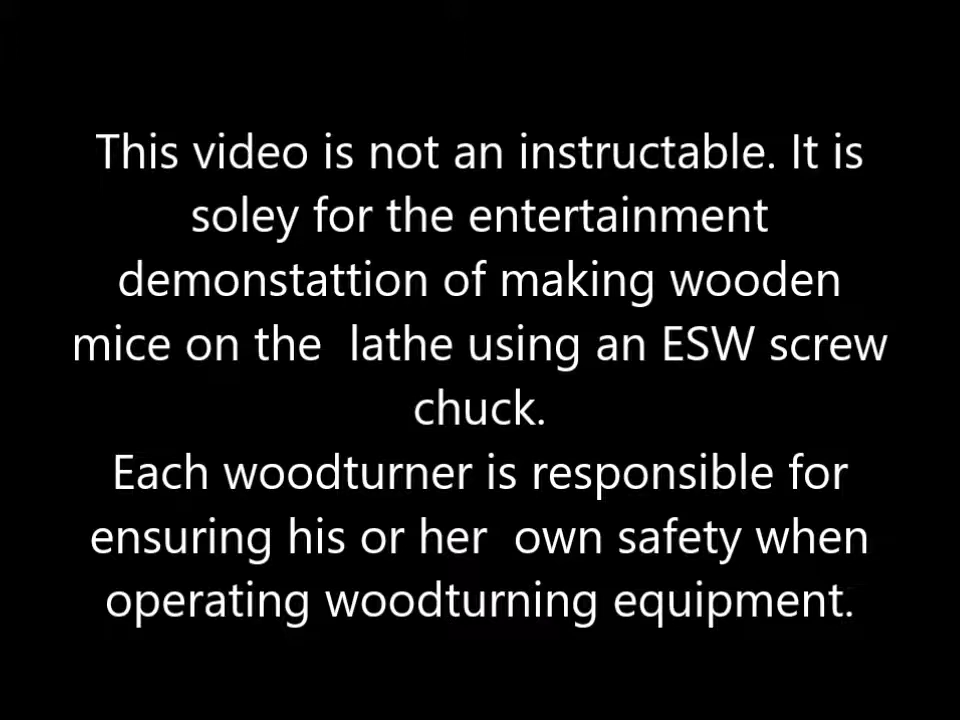 This video is not an instructable. It is
soley for the entertainment
demonstattion of making wooden
mice on the  lathe using an ESW screw
chuck.
Each woodturner is responsible for
ensuring his or her  own safety when
operating woodturning equipment.